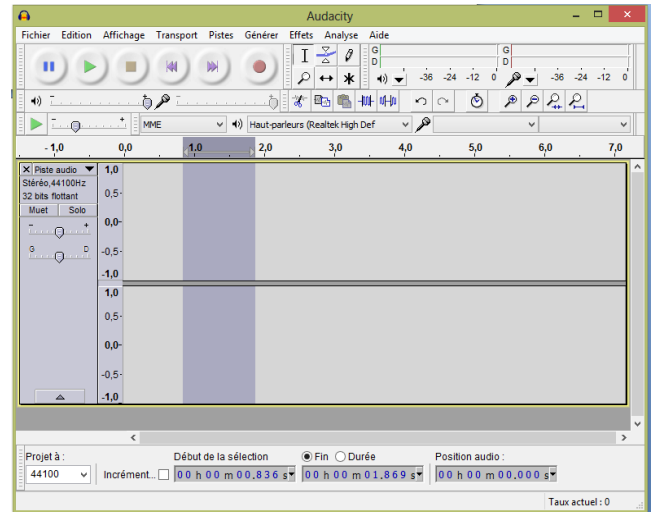 Audacity
Fichier Edition Affichage Transport Pistes Générer Effets Analyse Aide
G
D
-36 -24 -12 0
G
D
-36 -24 -12 0
MME
Haut-parleurs (Realtek High Def
- 1,0 0,0 1,0 2,0 3,0 4,0 5,0 6,0 7,0
Piste audio
Stéréo,44100Hz
32 bits flottant
Muet Solo
- +
G D
1,0
0,5-
0,0-
-0,5-
-1,0
1,0
0,5-
0,0-
-0,5-
-1,0
Projet à : Début de la sélection Fin Durée Position audio :
44100 Incrément... 00 h 00 m 00.836 s 00 h 00 m 01.869 s 00 h 00 m 00.000 s
Taux actuel : 0